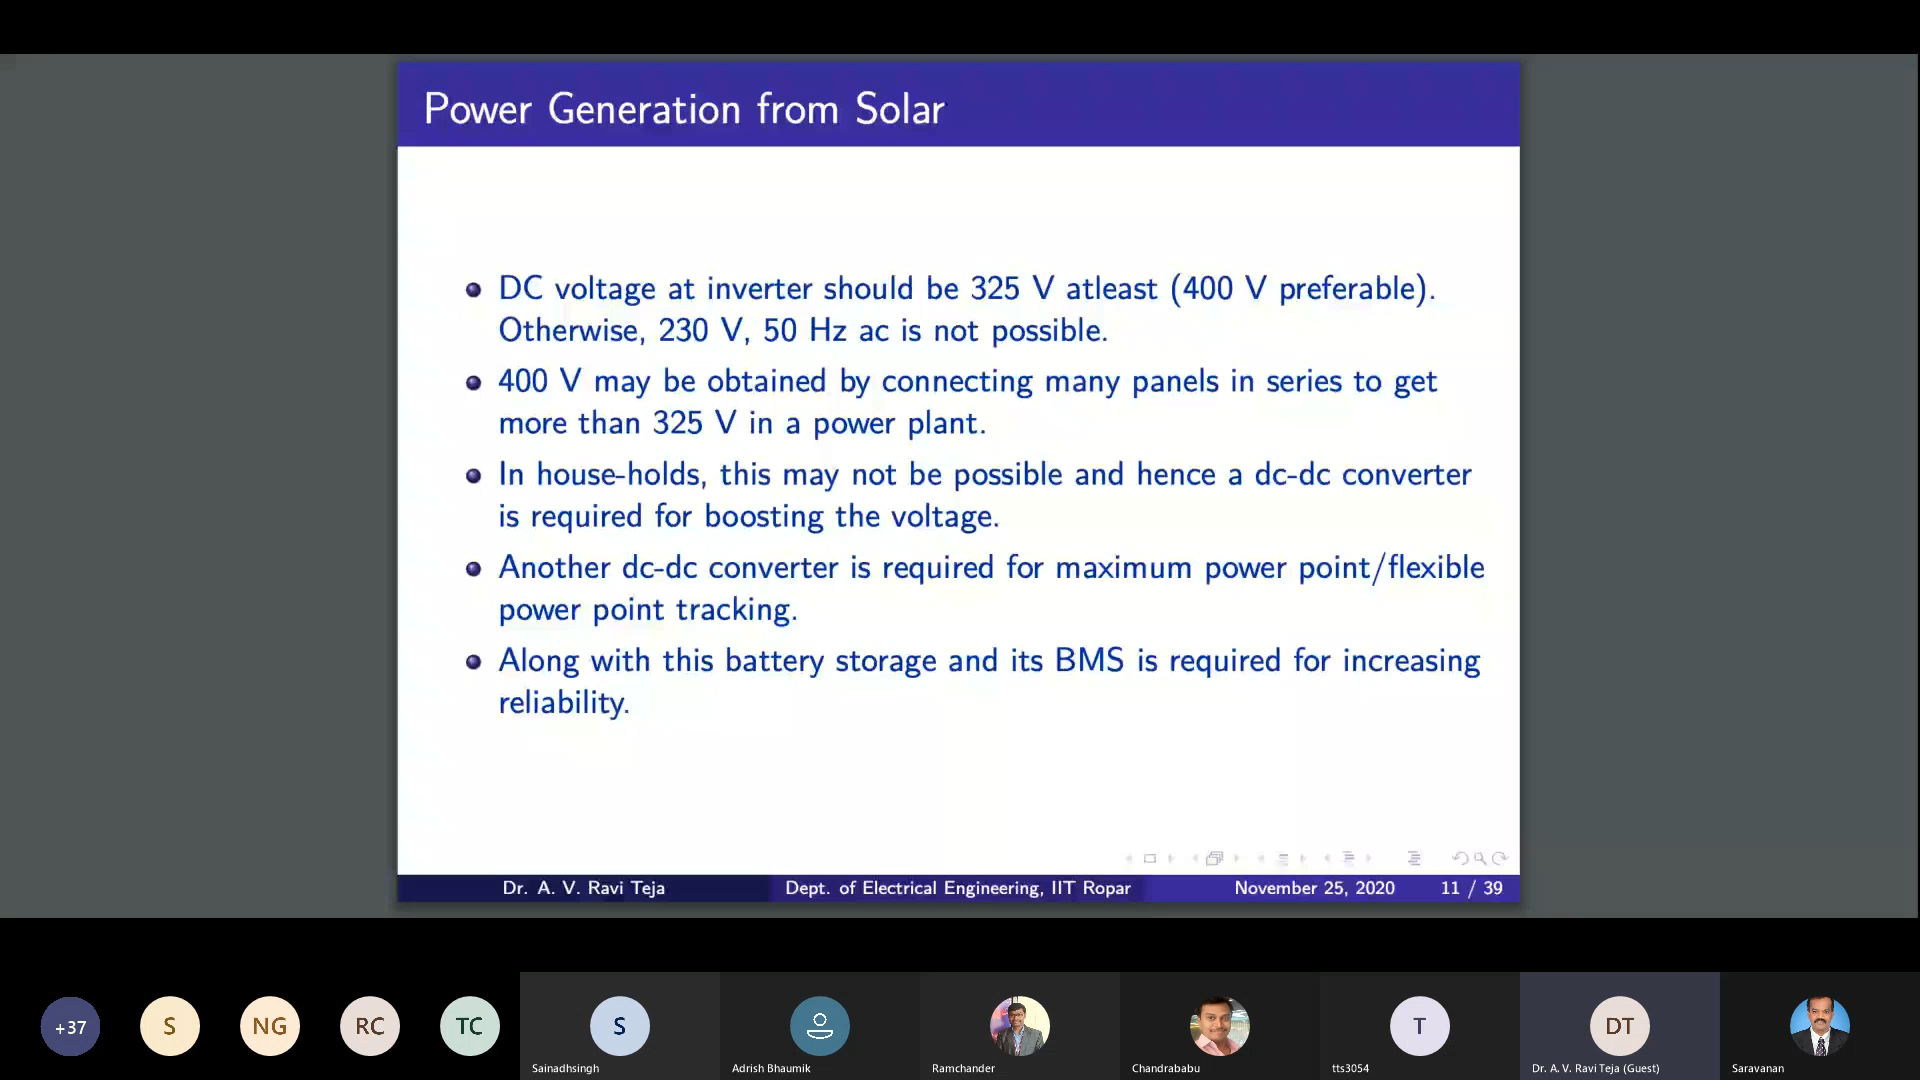 Power Generation from Solar
DC voltage at inverter should be 325 V atleast (400 V preferable).
Otherwise, 230 V, 50 Hz ac is not possible.
400 V may be obtained by connecting many panels in series to get
more than 325 V in a power plant.
In house-holds, this may not be possible and hence a dc-dc converter
is required for boosting the voltage.
Another dc-dc converter is required for maximum power point/flexible
power point tracking.
Along with this battery storage and its BMS is required for increasing
reliability.
Dr. A. V. Ravi Teja Dept. of Electrical Engineering, IIT Ropar November 25, 2020 11 / 39
+37 S NG RC TC S T DT
Sainadhsingh Adrish Bhaumik Ramchander Chandrababu tts3054 Dr. A. V. Ravi Teja (Guest) Saravanan